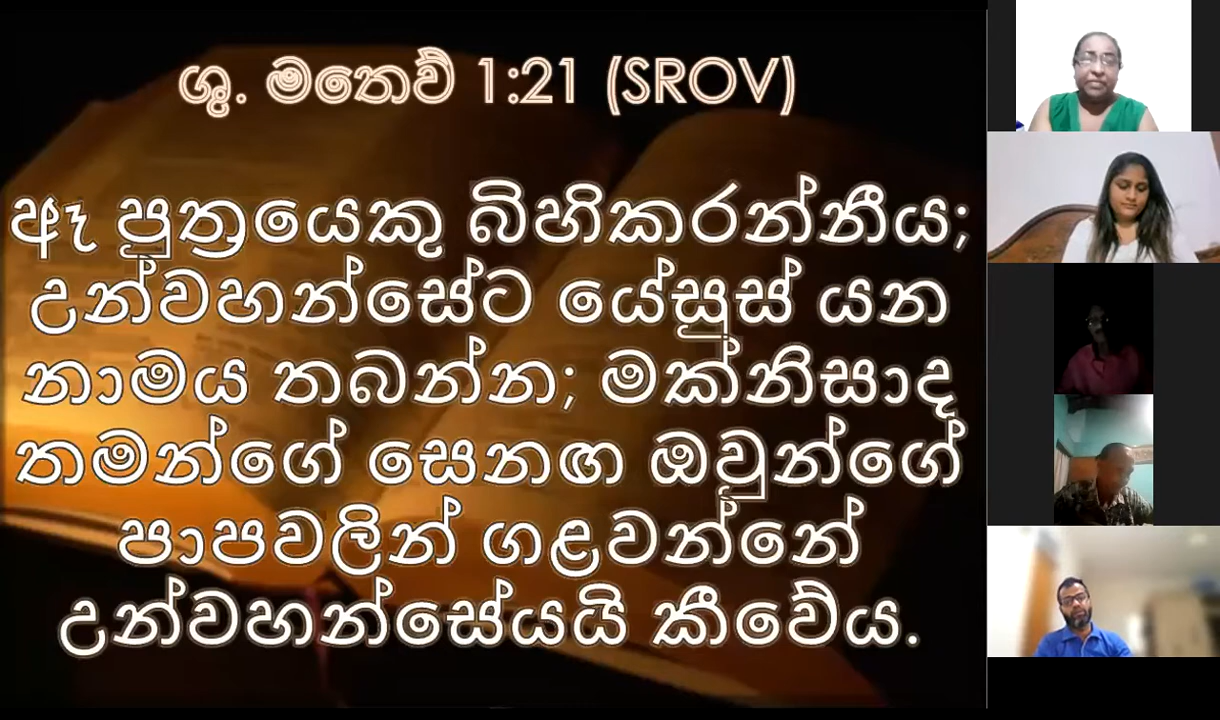 ශු. මතෙව් 1:21 (SROV)
ඈ පුත්‍රයෙකු බිහිකරන්නීය;
උන්වහන්සේට යේසුස් යන
නාමය තබන්න; මක්නිසාද
තමන්ගේ සෙනඟ ඔවුන්ගේ
පාපවලින් ගළවන්නේ
උන්වහන්සේයයි කීවේය.